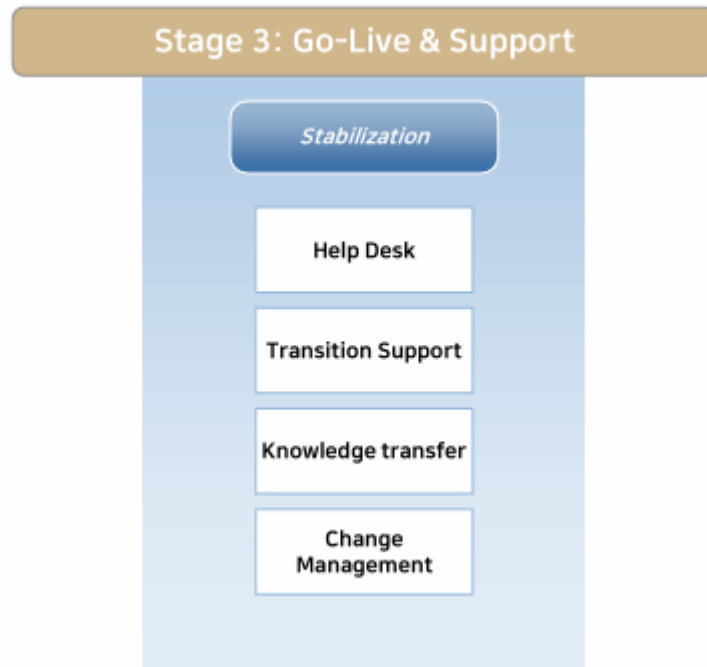 Stage 3: Go-Live & Support
Stabilization
Help Desk
Transition Support
Knowledge transfer
Change
Management